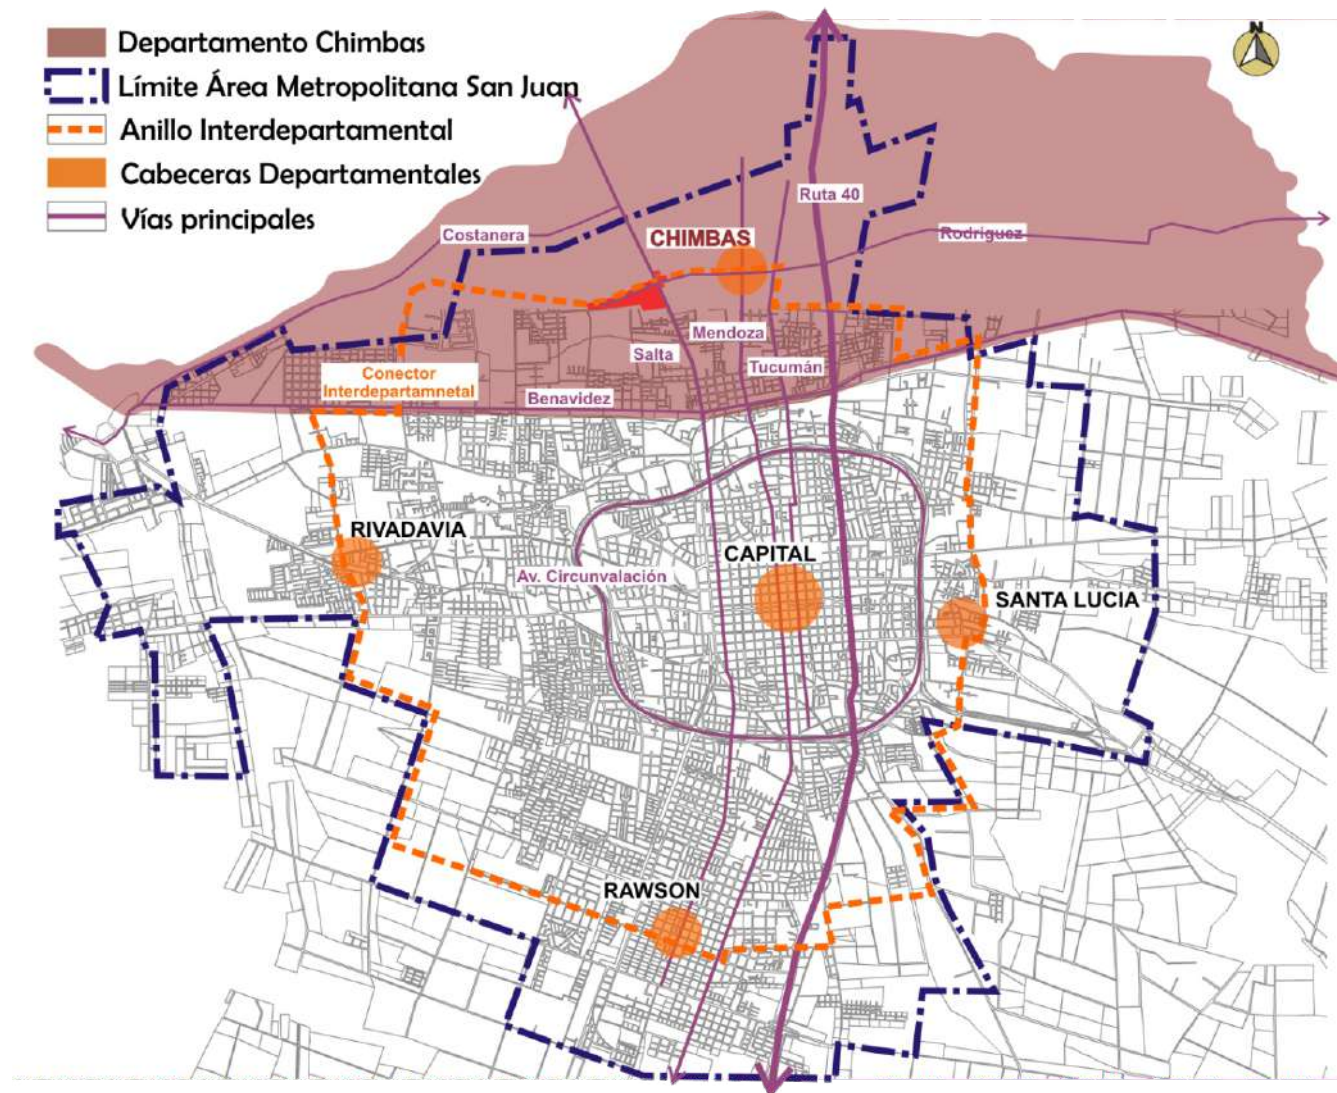 Departamento Chimbas
Límite Área Metropolitana San Juan
Anillo Interdepartamental
Cabeceras Departamentales
Vías principales
N
Ruta 40
Costanera
CHIMBAS
Rodriguez
Mendoza
Salta
Tucumán
Conector
Interdepartamnetal
Benavidez
RIVADAVIA
CAPITAL
Av. Circunvalación
SANTA LUCIA
RAWSON